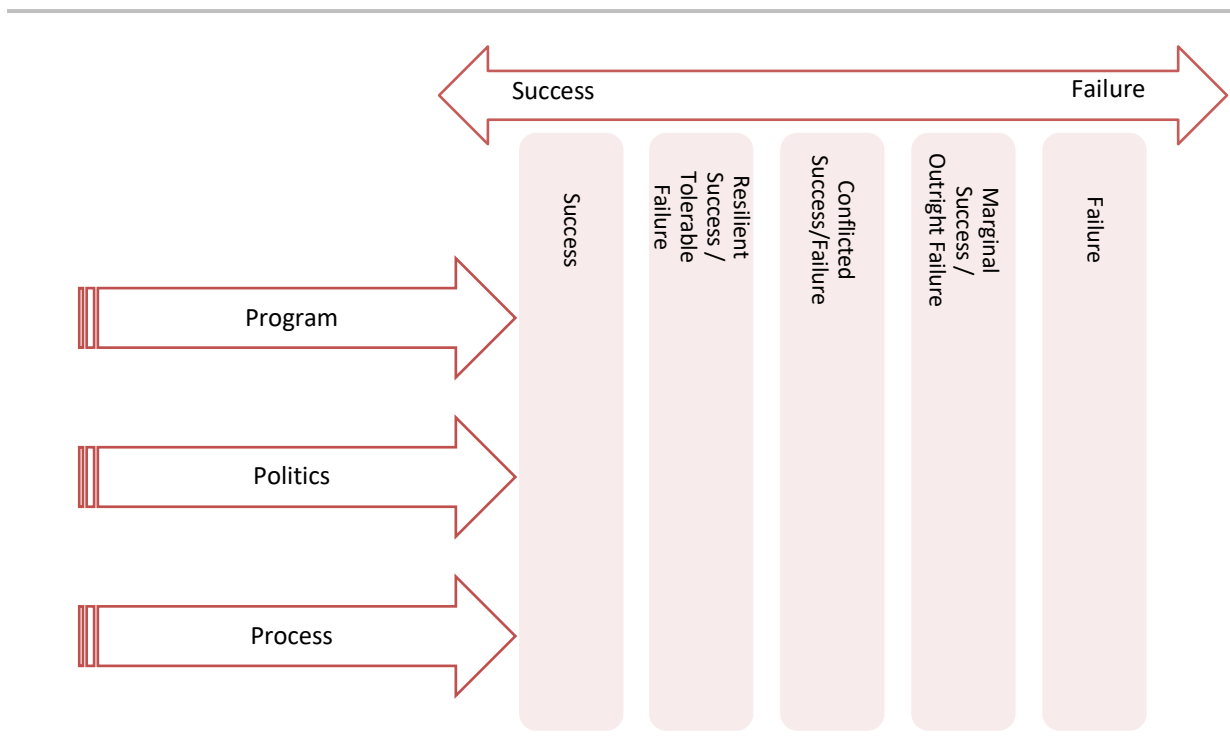 Success
Failure
Success
Resilient
Success /
Tolerable
Failure
Conflicted
Success/Failure
Marginal
Success /
Outright Failure
Failure
Program
Politics
Process